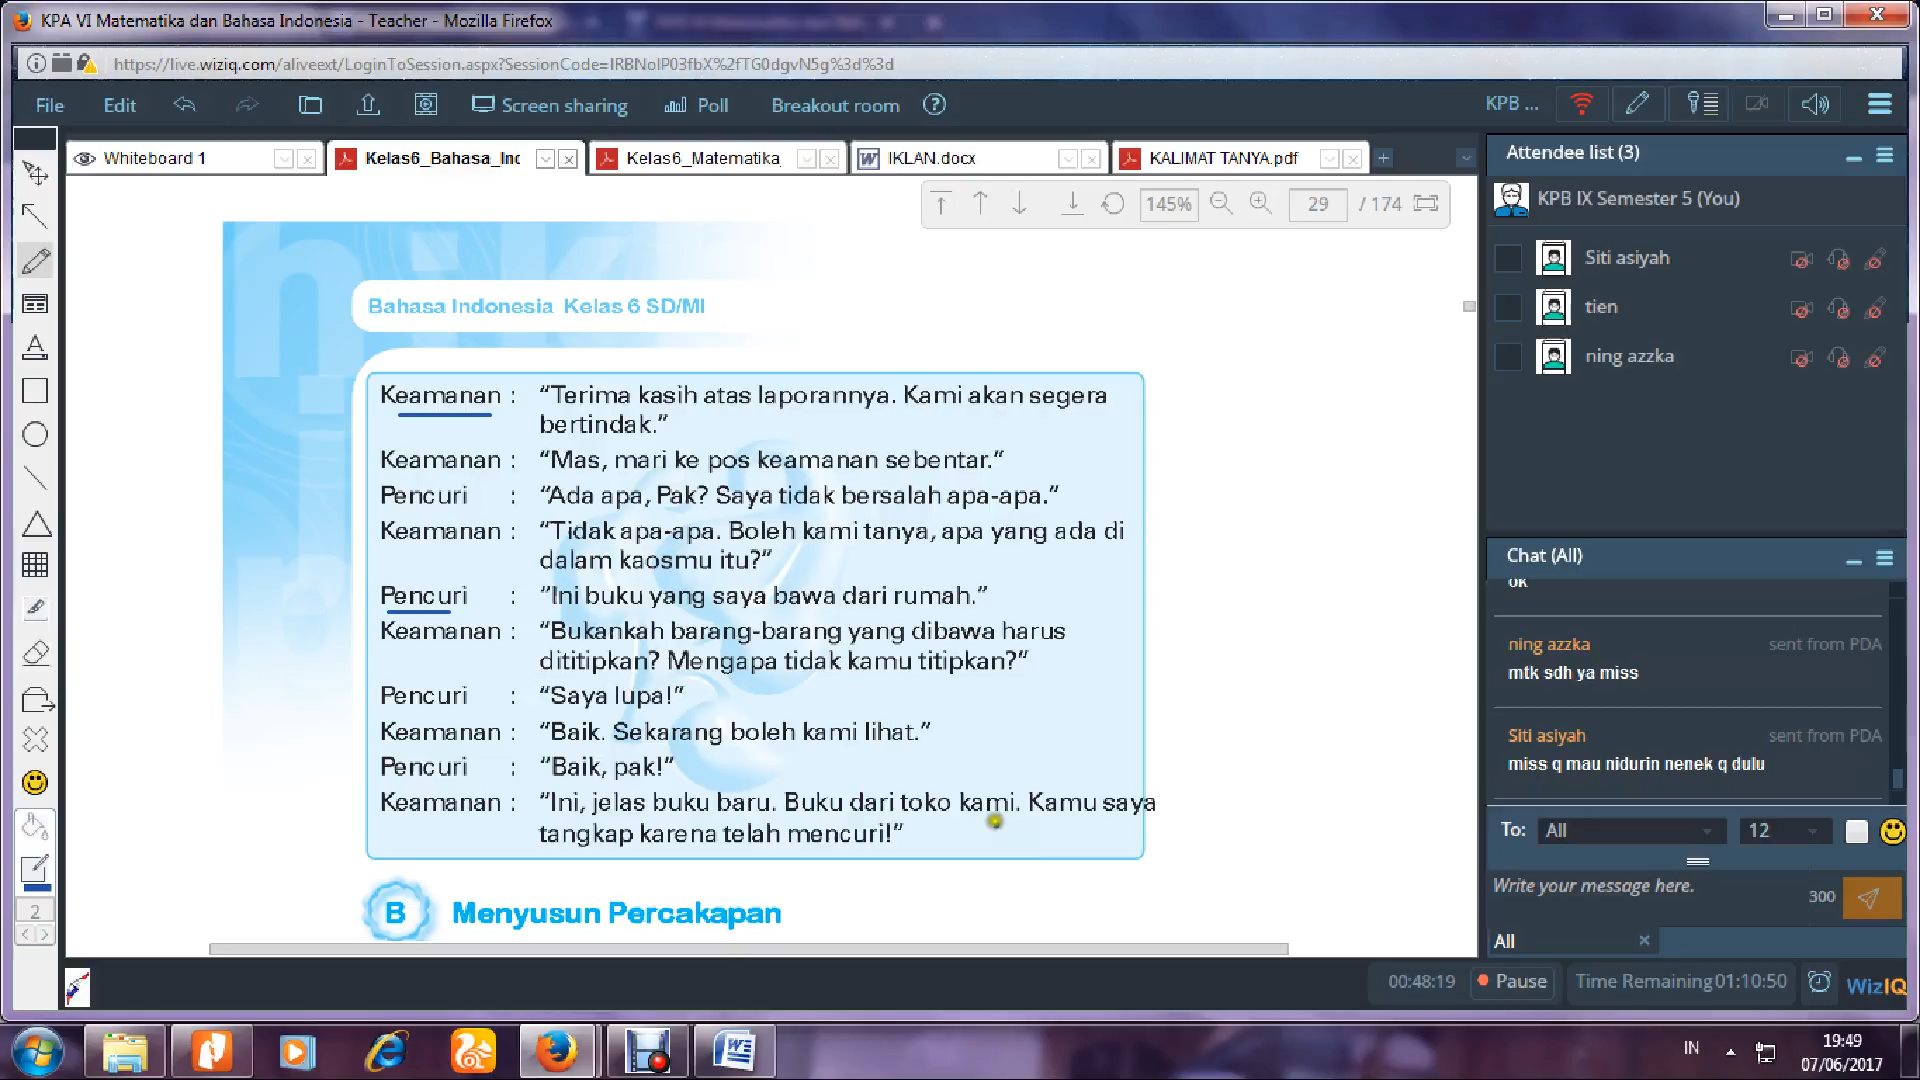 KPA VI Matematika dan Bahasa Indonesia - Teacher - Mozilla Firefox
https://live.wiziq.com/aliveext/LoginToSession.aspx?SessionCode=IRBNoIP03fbX%2fTG0dgvN5g%3d%3d
File Edit Screen sharing Poll Breakout room KPB ...
Whiteboard 1 Kelas6_Bahasa_Inc Kelas6_Matematika_ IKLAN.docx KALIMAT TANYA.pdf
145% 29 / 174
Bahasa Indonesia Kelas 6 SD/MI
Keamanan : “Terima kasih atas laporannya. Kami akan segera
bertindak.”
Keamanan : “Mas, mari ke pos keamanan sebentar.”
Pencuri : “Ada apa, Pak? Saya tidak bersalah apa-apa.”
Keamanan : “Tidak apa-apa. Boleh kami tanya, apa yang ada di
dalam kaosmu itu?”
Pencuri : “Ini buku yang saya bawa dari rumah.”
Keamanan : “Bukankah barang-barang yang dibawa harus
dititipkan? Mengapa tidak kamu titipkan?”
Pencuri : “Saya lupa!”
Keamanan : “Baik. Sekarang boleh kami lihat.”
Pencuri : “Baik, pak!”
Keamanan : “Ini, jelas buku baru. Buku dari toko kami. Kamu saya
tangkap karena telah mencuri!”
B Menyusun Percakapan
2
Attendee list (3)
KPB IX Semester 5 (You)
Siti asiyah
tien
ning azzka
Chat (All)
ok
ning azzka sent from PDA
mtk sdh ya miss
Siti asiyah sent from PDA
miss q mau nidurin nenek q dulu
To: All 12
Write your message here. 300
All
00:48:19 Pause Time Remaining 01:10:50 WizIQ
IN 19:49
07/06/2017